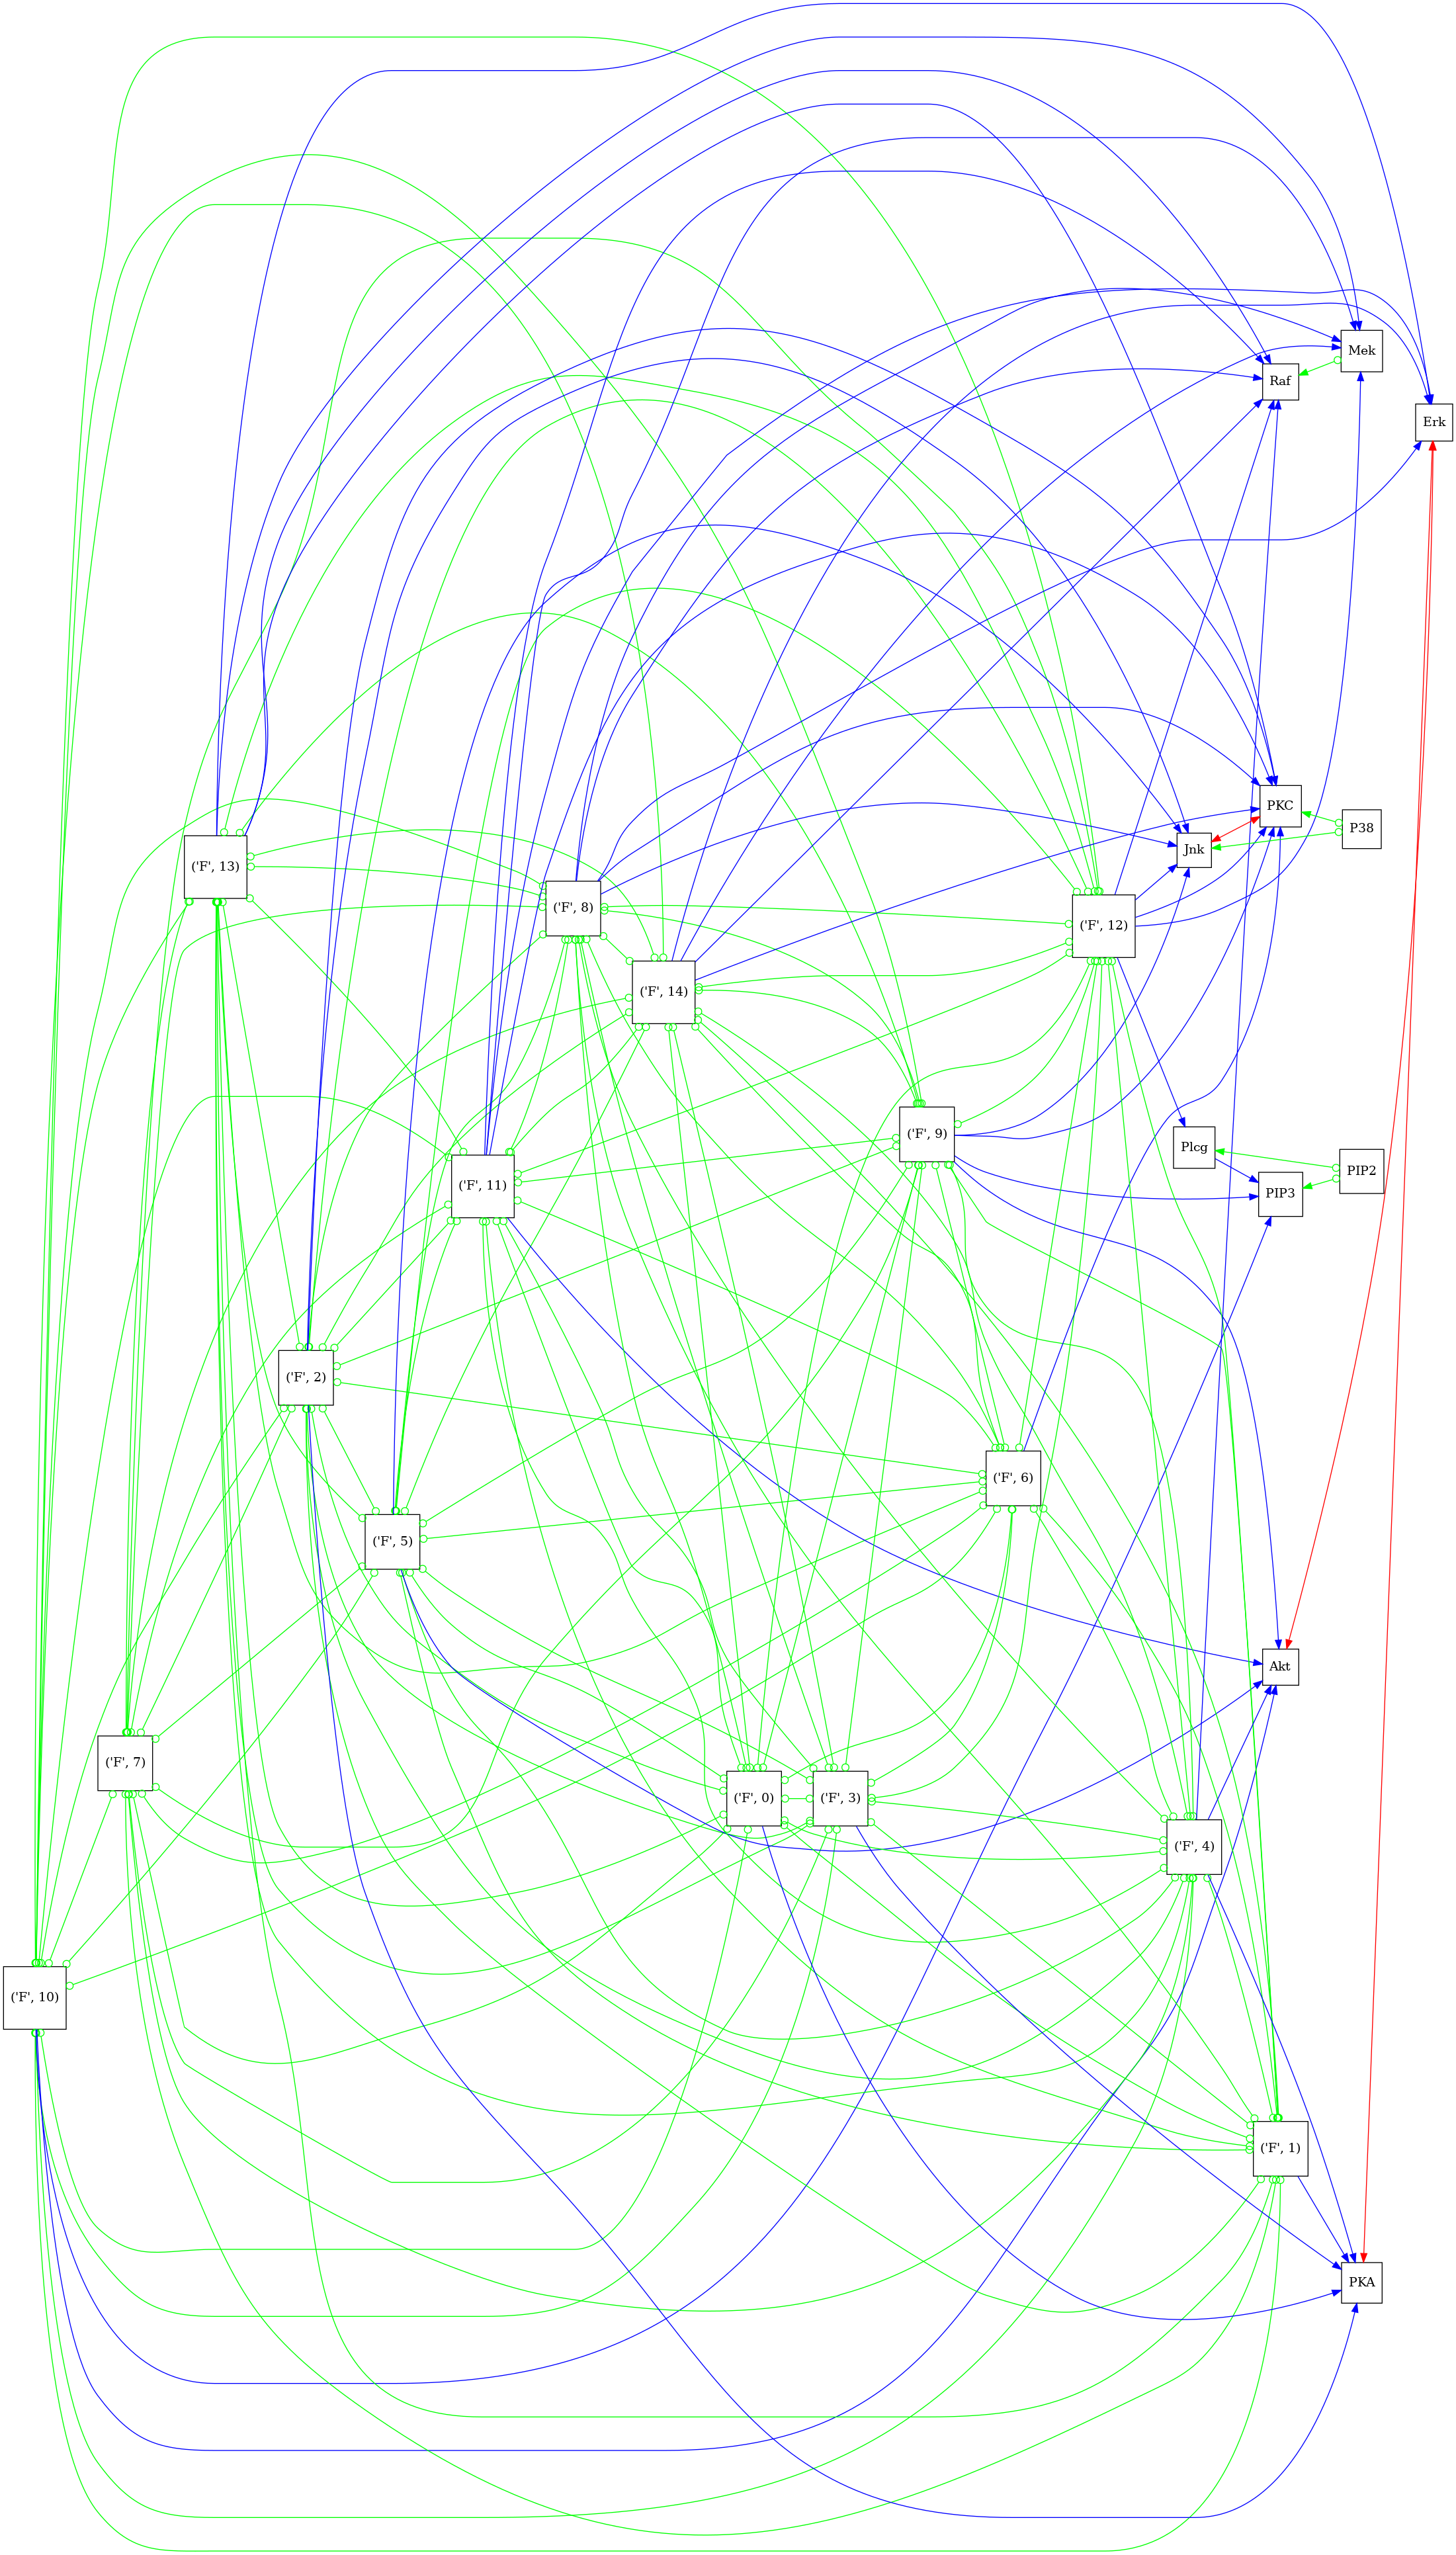 Mek
Raf
Erk
PKC
P38
Jnk
('F', 13)
('F', 8)
('F', 12)
('F', 14)
('F', 9)
Plcg
PIP2
('F', 11)
PIP3
('F', 2)
('F', 6)
('F', 5)
Akt
('F', 7)
('F', 0)
('F', 3)
('F', 4)
('F', 10)
('F', 1)
PKA